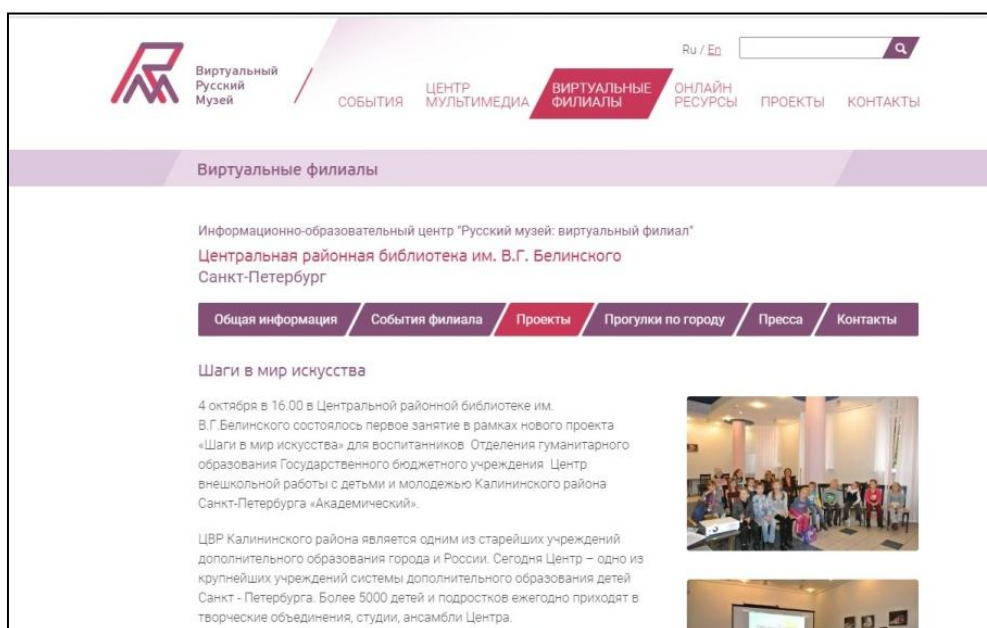 Виртуальный
Русский
Музей
Ru / En
СОБЫТИЯ
ЦЕНТР
МУЛЬТИМЕДИА
ВИРТУАЛЬНЫЕ
ФИЛИАЛЫ
ОНЛАЙН
РЕСУРСЫ
ПРОЕКТЫ
КОНТАКТЫ
Виртуальные филиалы
Информационно-образовательный центр "Русский музей: виртуальный филиал"
Центральная районная библиотека им. В.Г. Белинского
Санкт-Петербург
Общая информация
События филиала
Проекты
Прогулки по городу
Пресса
Контакты
Шаги в мир искусства
4 октября в 16.00 в Центральной районной библиотеке им.
В.Г.Белинского состоялось первое занятие в рамках нового проекта
«Шаги в мир искусства» для воспитанников Отделения гуманитарного
образования Государственного бюджетного учреждения Центр
внешкольной работы с детьми и молодежью Калининского района
Санкт-Петербурга «Академический».
ЦВР Калининского района является одним из старейших учреждений
дополнительного образования города и России. Сегодня Центр – одно из
крупнейших учреждений системы дополнительного образования детей
Санкт - Петербурга. Более 5000 детей и подростков ежегодно приходят в
творческие объединения, студии, ансамбли Центра.